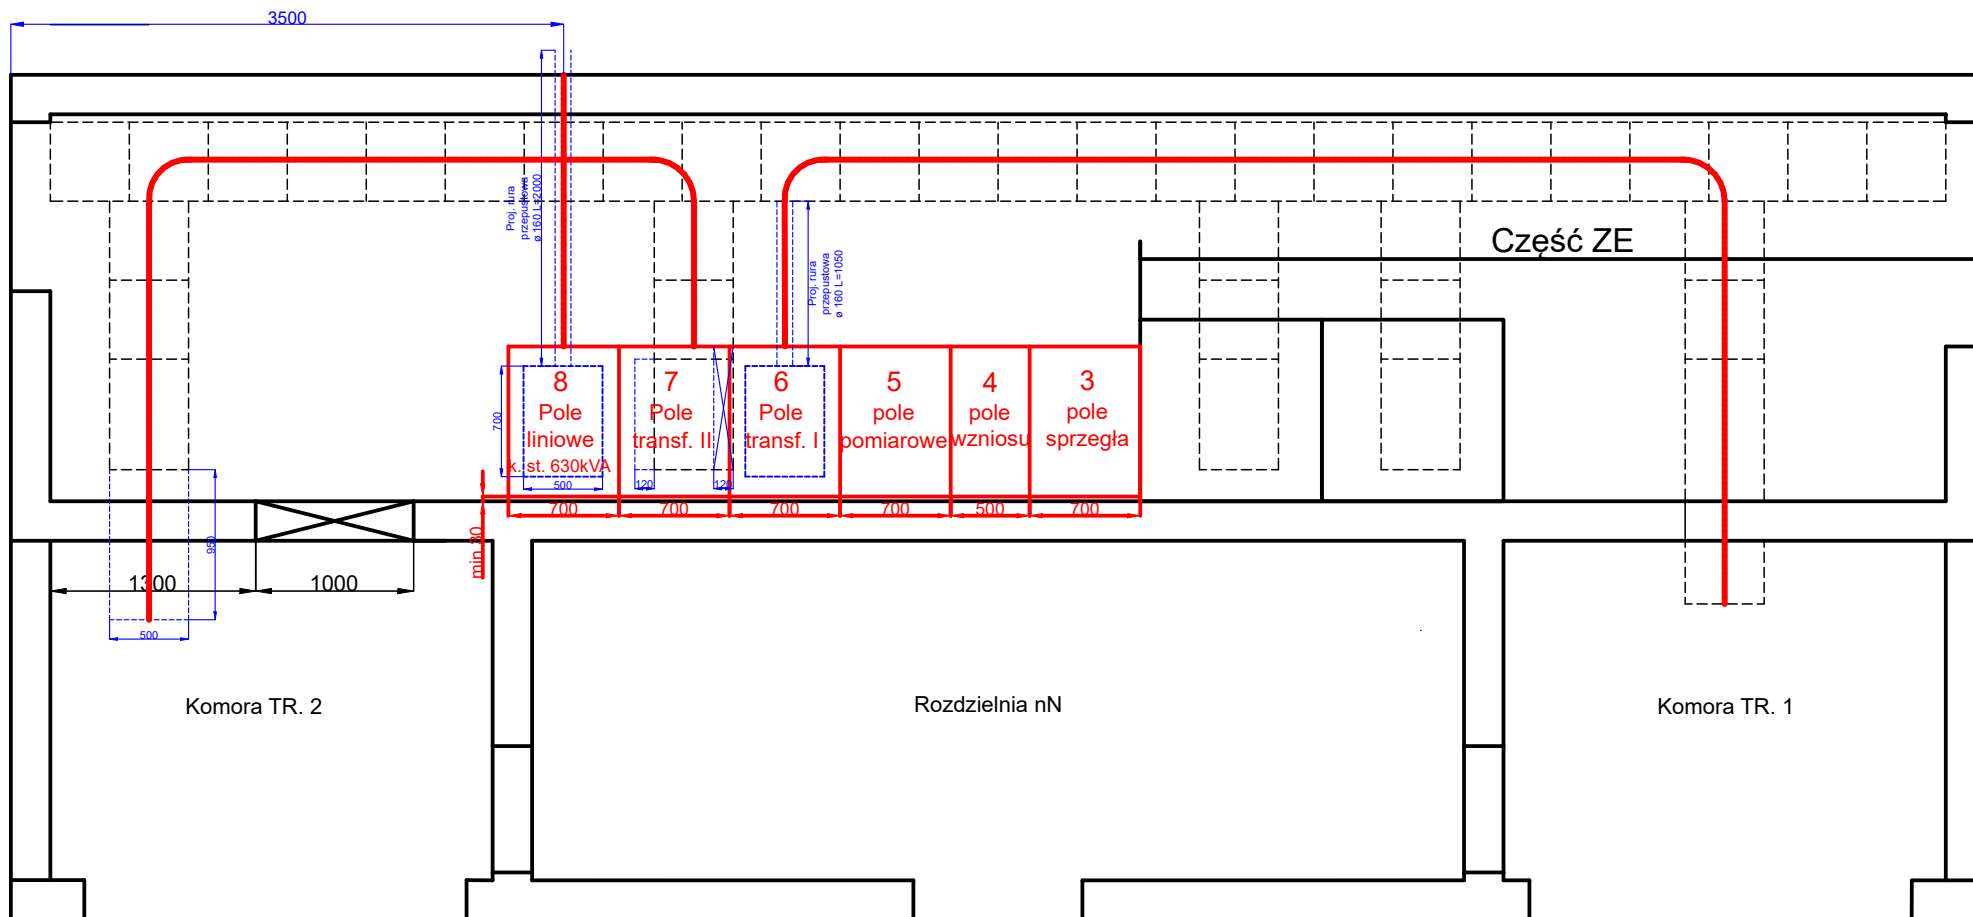 3500
Proj. rura
przepustowa
ø 160 L=2000
Proj. rura
przepustowa
ø 160 L=1050
Część ZE
8
Pole
liniowe
k. st. 630kVA
7
Pole
transf. II
6
Pole
transf. I
5
pole
pomiarowe
4
pole
wzniosu
3
pole
sprzegła
700
500
120
120
700
700
700
700
500
700
min 30
950
1300
1000
500
Komora TR. 2
Rozdzielnia nN
Komora TR. 1